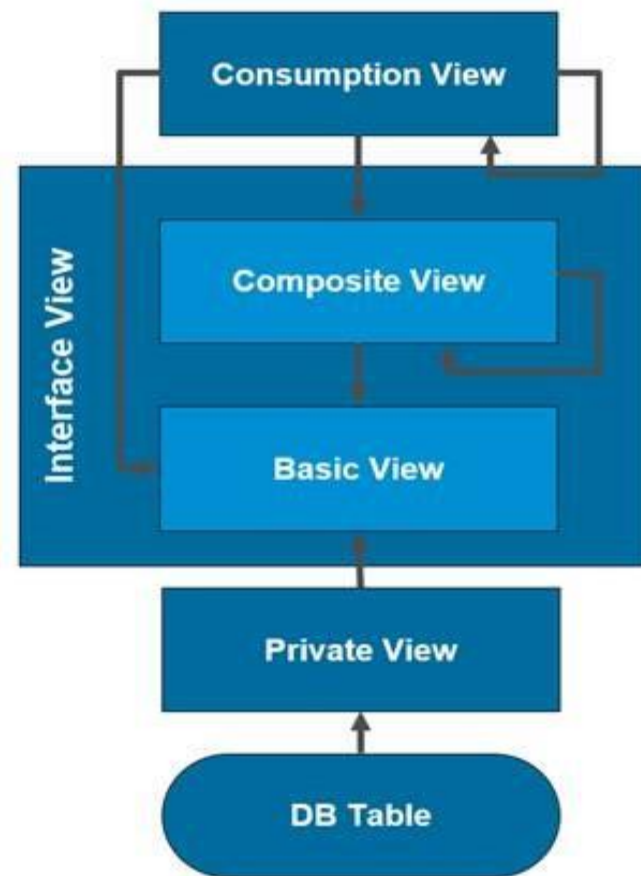 Consumption View
Interface View
Composite View
Basic View
Private View
DB Table